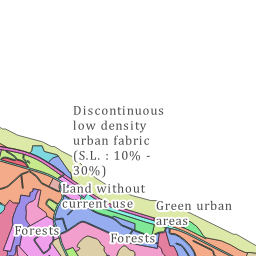 Discontinuous
low density
urban fabric
(S.L. : 10% -
30%)
Land without
current use
Green urban
areas
Forests
Forests